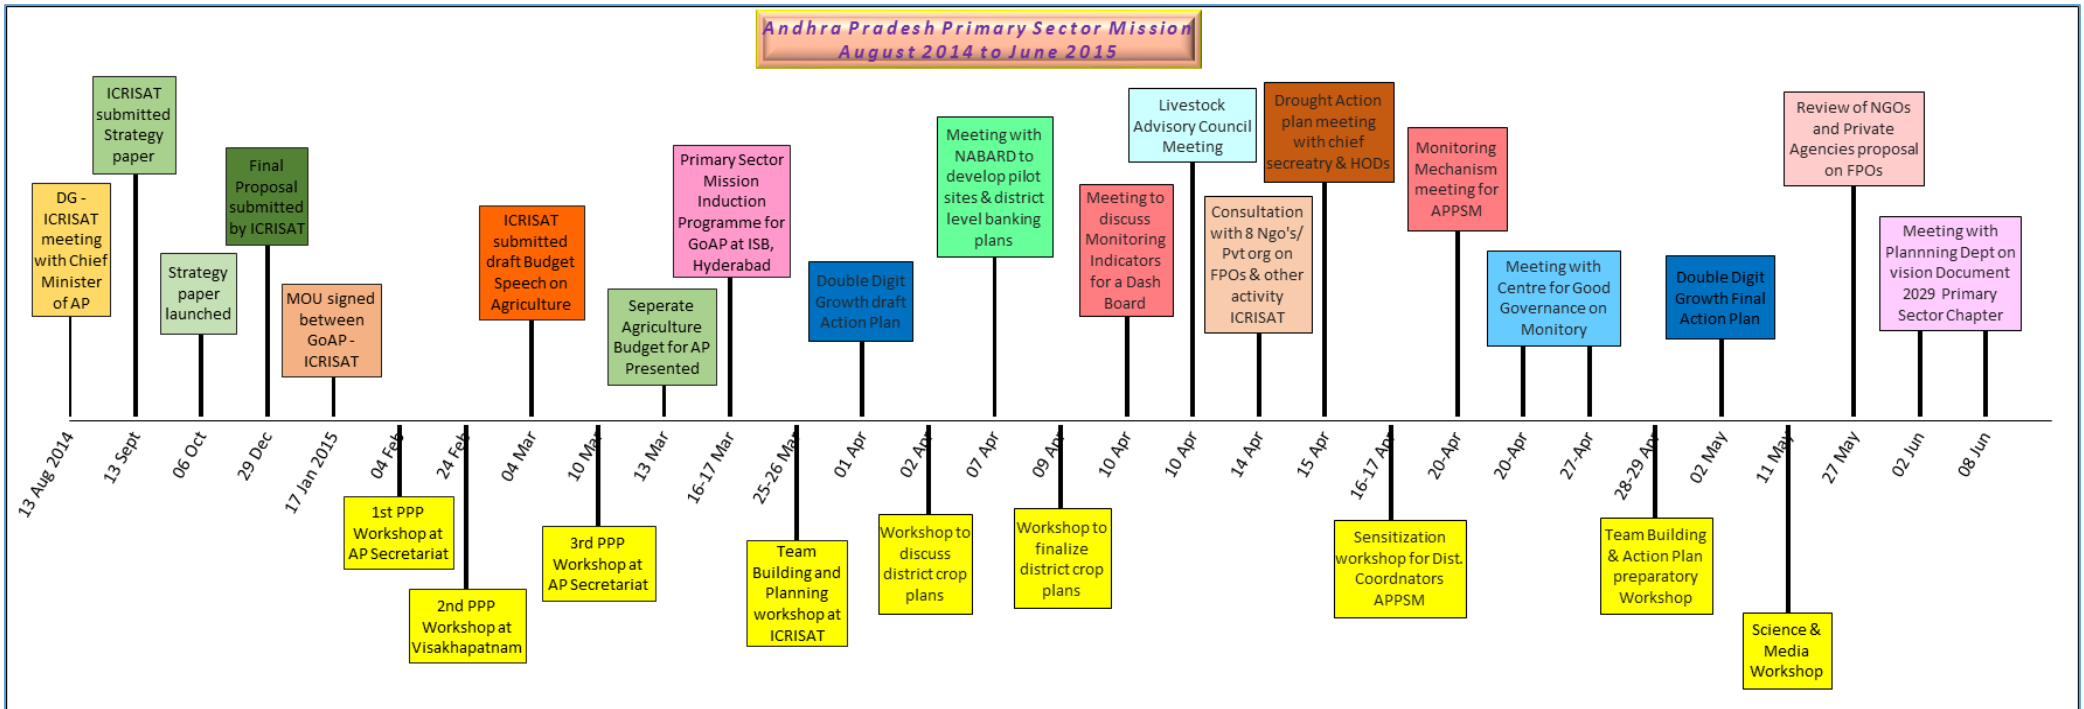 Andhra Pradesh Primary Sector Mission
August 2014 to June 2015
DG -
ICRISAT
meeting
with Chief
Minister
of AP
ICRISAT
submitted
Strategy
paper
Strategy
paper
launched
Final
Proposal
submitted
by ICRISAT
MOU signed
between
GoAP -
ICRISAT
ICRISAT
submitted
draft Budget
Speech on
Agriculture
Seperate
Agriculture
Budget for AP
Presented
Primary Sector
Mission
Induction
Programme for
GoAP at ISB,
Hyderabad
Double Digit
Growth draft
Action Plan
Meeting with
NABARD to
develop pilot
sites & district
level banking
plans
Meeting to
discuss
Monitoring
Indicators
for a Dash
Board
Livestock
Advisory Council
Meeting
Consultation
with 8 Ngo's/
Pvt org on
FPOs & other
activity
ICRISAT
Drought Action
plan meeting
with chief
secreatry & HODs
Monitoring
Mechanism
meeting for
APPSM
Meeting with
Centre for Good
Governance on
Monitory
Double Digit
Growth Final
Action Plan
Review of NGOs
and Private
Agencies proposal
on FPOs
Meeting with
Plannning Dept on
vision Document
2029 Primary
Sector Chapter
13 Aug 2014
13 Sept
06 Oct
29 Dec
17 Jan 2015
04 Feb
24 Feb
04 Mar
10 Mar
13 Mar
16-17 Mar
25-26 Mar
01 Apr
02 Apr
07 Apr
09 Apr
10 Apr
10 Apr
14 Apr
15 Apr
16-17 Apr
20-Apr
20-Apr
27-Apr
28-29 Apr
02 May
11 May
27 May
02 Jun
08 Jun
1st PPP
Workshop at
AP Secretariat
2nd PPP
Workshop at
Visakhapatnam
3rd PPP
Workshop at
AP Secretariat
Team
Building and
Planning
workshop at
ICRISAT
Workshop to
discuss
district crop
plans
Workshop to
finalize
district crop
plans
Sensitization
workshop for Dist.
Coordnators
APPSM
Team Building
& Action Plan
preparatory
Workshop
Science &
Media
Workshop